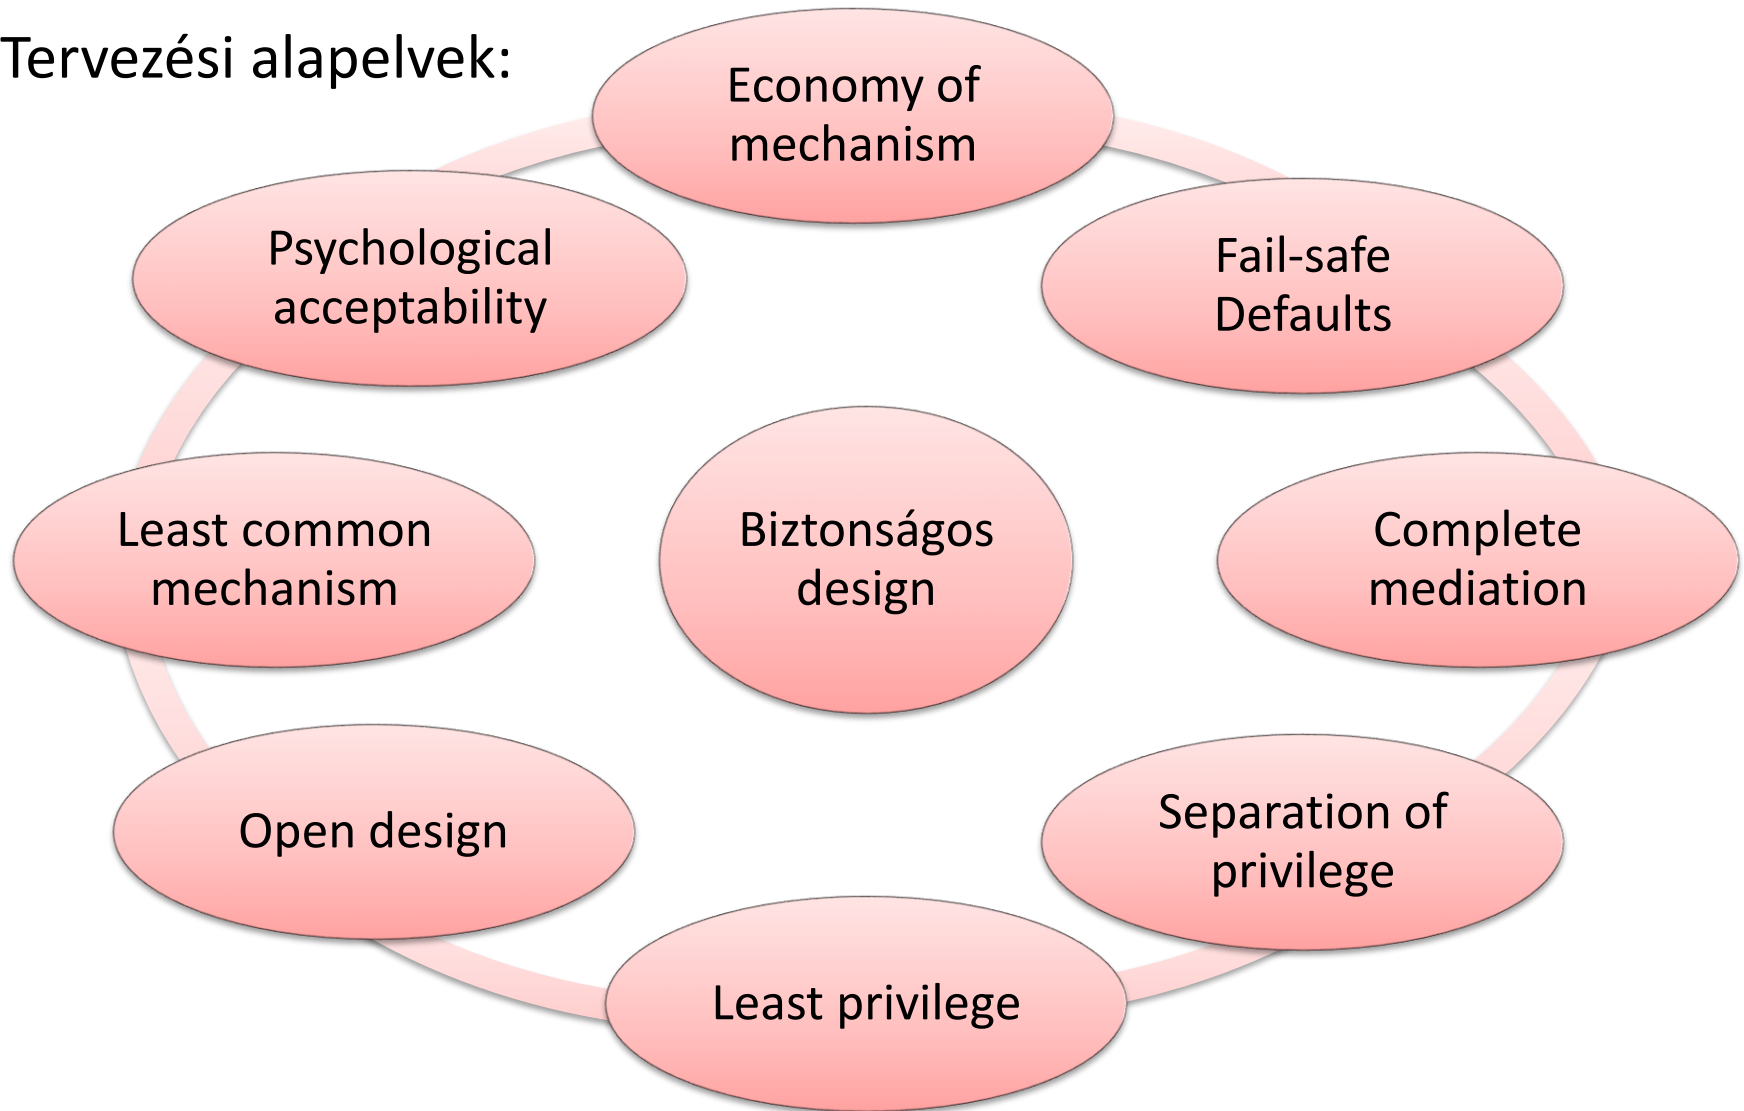 Tervezési alapelvek:
Economy of
mechanism
Fail-safe
Defaults
Complete
mediation
Separation of
privilege
Least privilege
Open design
Least common
mechanism
Psychological
acceptability
Biztonságos
design